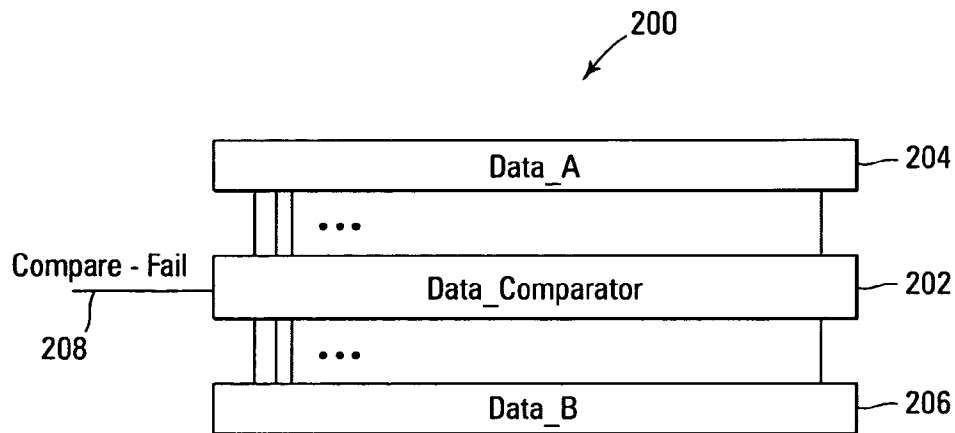 200
Data_A
204
• • •
Compare - Fail
Data_Comparator
202
208
• • •
Data_B
206